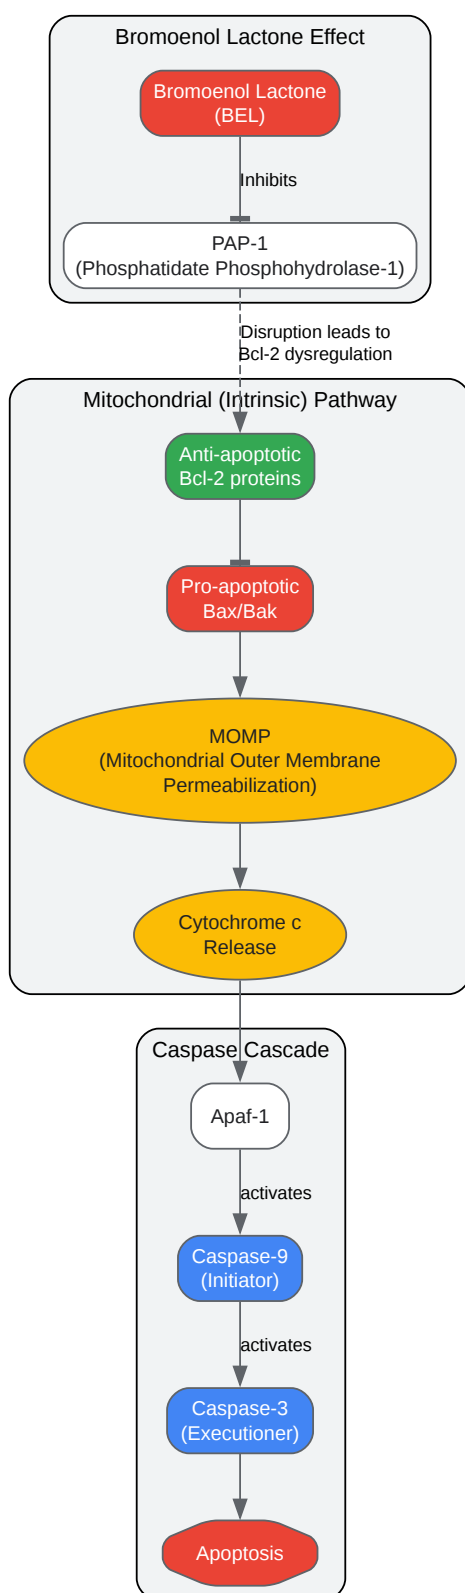 Bromoenol Lactone Effect
Bromoenol Lactone
(BEL)
Inhibits
PAP-1
(Phosphatidate Phosphohydrolase-1)
Disruption leads to
Bcl-2 dysregulation
Mitochondrial (Intrinsic) Pathway
Anti-apoptotic
Bcl-2 proteins
Pro-apoptotic
Bax/Bak
MOMP
(Mitochondrial Outer Membrane
Permeabilization)
Cytochrome c
Release
Caspase Cascade
Apaf-1
activates
Caspase-9
(Initiator)
activates
Caspase-3
(Executioner)
Apoptosis